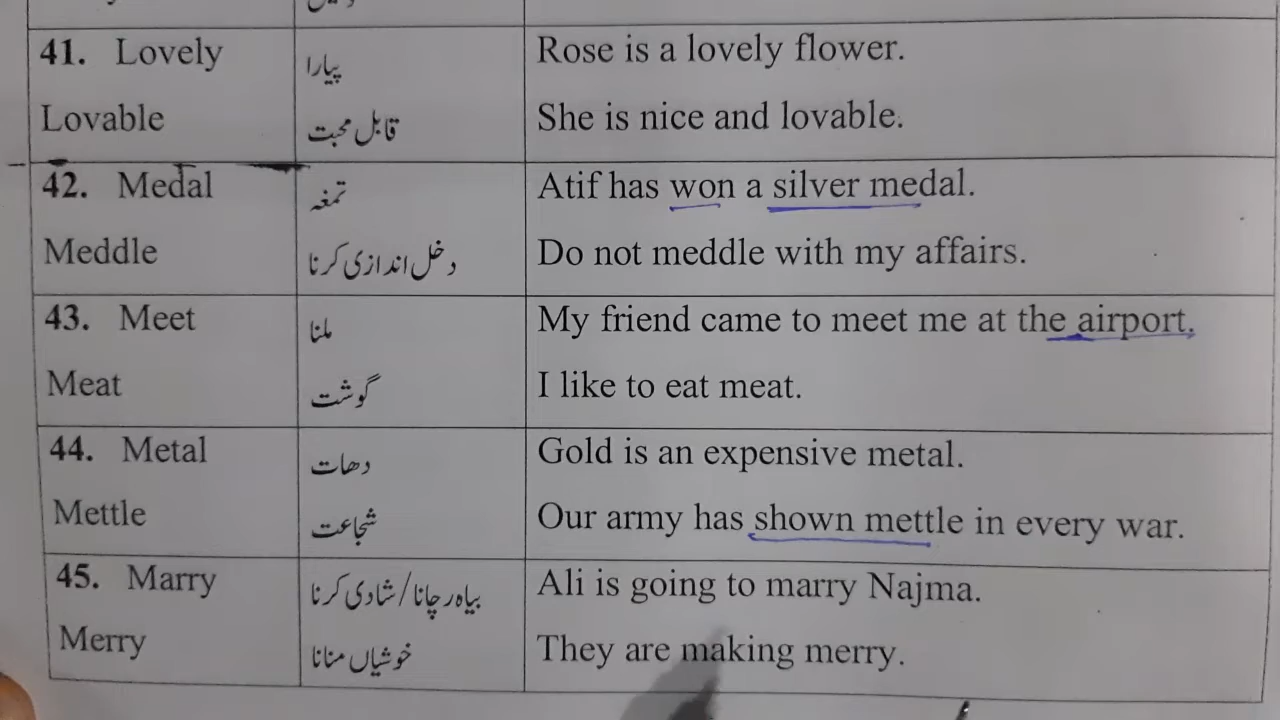 41. Lovely پیارا Rose is a lovely flower.
Lovable قابل محبت She is nice and lovable.
42. Medal تمغہ Atif has won a silver medal.
Meddle دخل اندازی کرنا Do not meddle with my affairs.
43. Meet ملنا My friend came to meet me at the airport.
Meat گوشت I like to eat meat.
44. Metal دھات Gold is an expensive metal.
Mettle شجاعت Our army has shown mettle in every war.
45. Marry بیاہ رچانا/شادی کرنا Ali is going to marry Najma.
Merry خوشیاں منانا They are making merry.